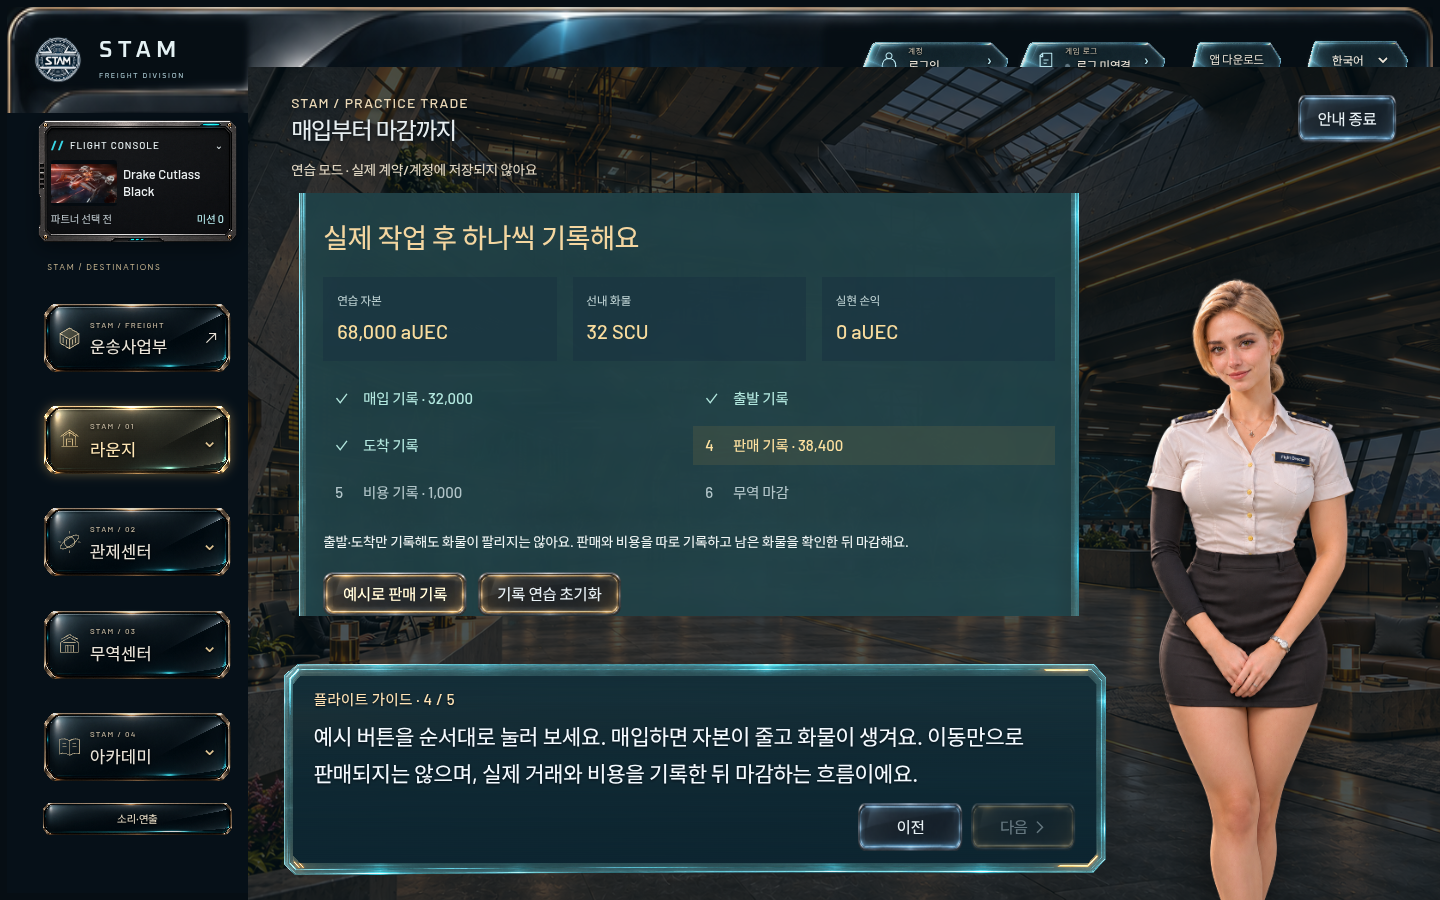 STAM
FREIGHT DIVISION
STAM
계정
로그인
게임 로그
로그 미연결
앱 다운로드
한국어
// FLIGHT CONSOLE
Drake Cutlass
Black
파트너 선택 전
미션 0
STAM / DESTINATIONS
STAM / FREIGHT
운송사업부
STAM / 01
라운지
STAM / 02
관제센터
STAM / 03
무역센터
STAM / 04
아카데미
소리·연출
STAM / PRACTICE TRADE
매입부터 마감까지
연습 모드 · 실제 계약/계정에 저장되지 않아요
안내 종료
실제 작업 후 하나씩 기록해요
연습 자본
68,000 aUEC
선내 화물
32 SCU
실현 손익
0 aUEC
매입 기록 · 32,000
출발 기록
도착 기록
4 판매 기록 · 38,400
5 비용 기록 · 1,000
6 무역 마감
출발·도착만 기록해도 화물이 팔리지는 않아요. 판매와 비용을 따로 기록하고 남은 화물을 확인한 뒤 마감해요.
예시로 판매 기록
기록 연습 초기화
Flight Director
플라이트 가이드 · 4 / 5
예시 버튼을 순서대로 눌러 보세요. 매입하면 자본이 줄고 화물이 생겨요. 이동만으로
판매되지는 않으며, 실제 거래와 비용을 기록한 뒤 마감하는 흐름이에요.
이전
다음